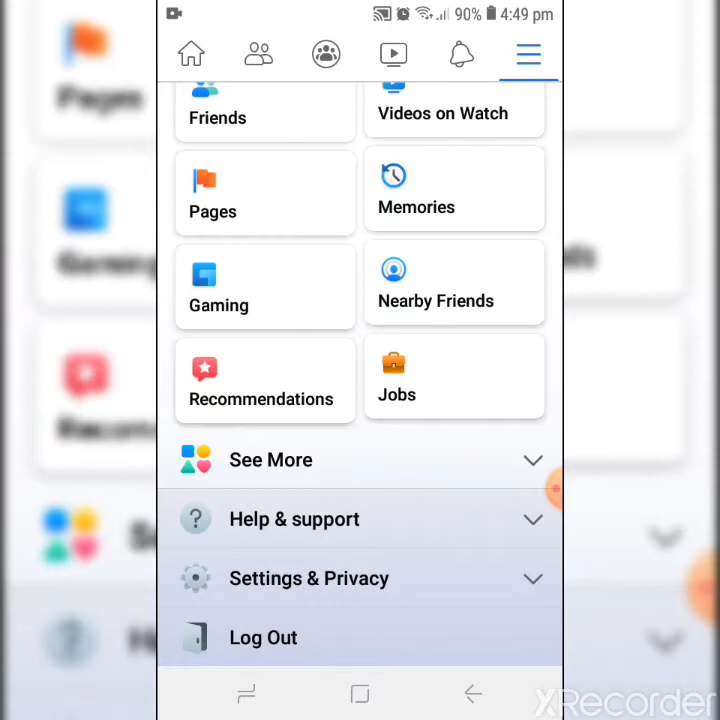 90% 4:49 pm
Friends
Videos on Watch
Pages
Memories
Gaming
Nearby Friends
Recommendations
Jobs
See More
?
Help & support
Settings & Privacy
Log Out
XRecorder